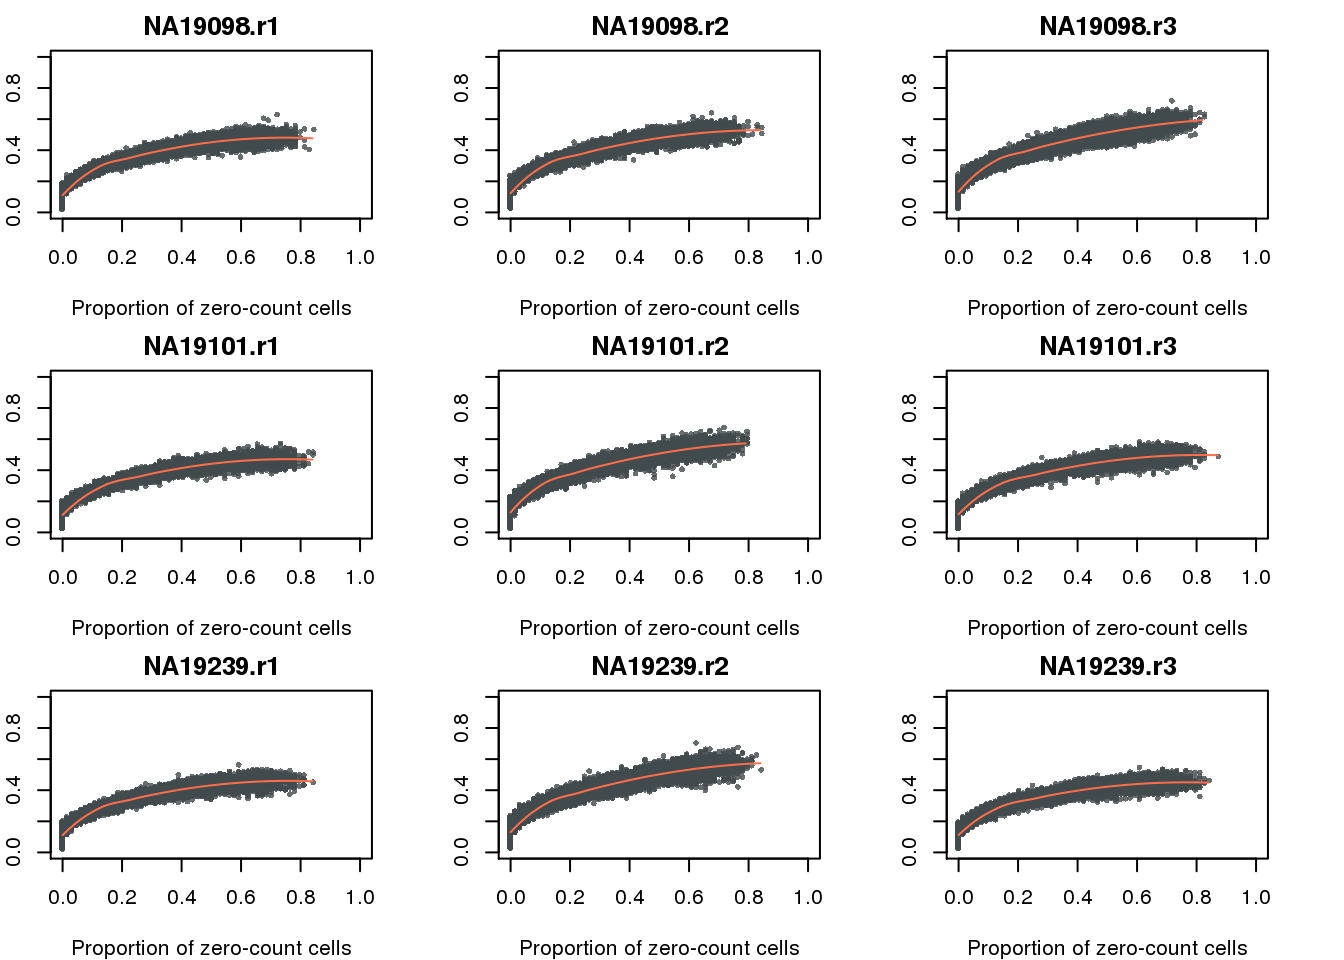 NA19098.r1 NA19098.r2 NA19098.r3
0.8 0.8 0.8
0.4 0.4 0.4
0.0 0.0 0.0
0.0 0.2 0.4 0.6 0.8 1.0 0.0 0.2 0.4 0.6 0.8 1.0 0.0 0.2 0.4 0.6 0.8 1.0
Proportion of zero-count cells Proportion of zero-count cells Proportion of zero-count cells
NA19101.r1 NA19101.r2 NA19101.r3
0.8 0.8 0.8
0.4 0.4 0.4
0.0 0.0 0.0
0.0 0.2 0.4 0.6 0.8 1.0 0.0 0.2 0.4 0.6 0.8 1.0 0.0 0.2 0.4 0.6 0.8 1.0
Proportion of zero-count cells Proportion of zero-count cells Proportion of zero-count cells
NA19239.r1 NA19239.r2 NA19239.r3
0.8 0.8 0.8
0.4 0.4 0.4
0.0 0.0 0.0
0.0 0.2 0.4 0.6 0.8 1.0 0.0 0.2 0.4 0.6 0.8 1.0 0.0 0.2 0.4 0.6 0.8 1.0
Proportion of zero-count cells Proportion of zero-count cells Proportion of zero-count cells